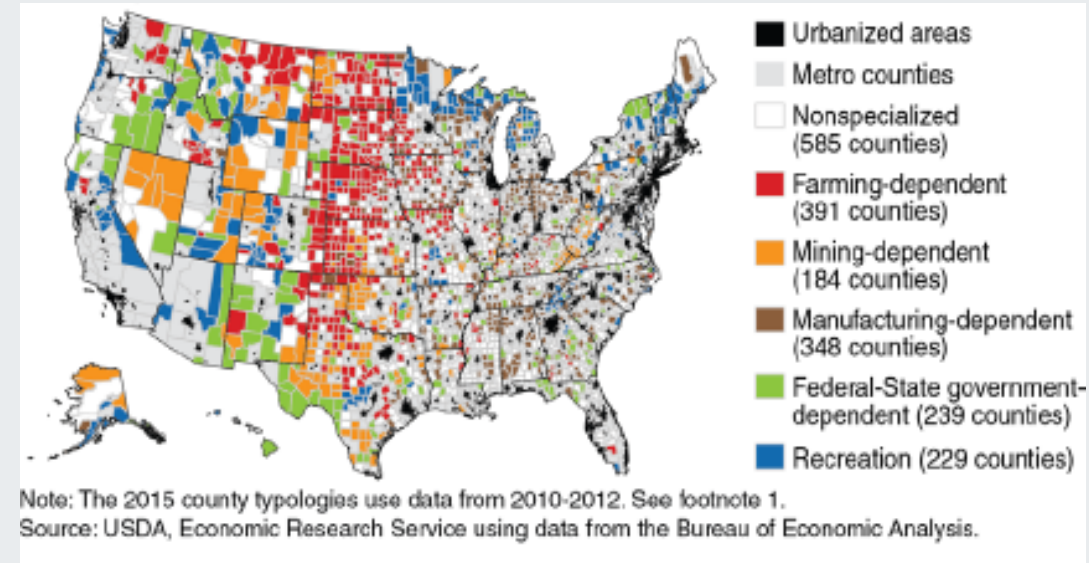 Urbanized areas
Metro counties
Nonspecialized
(585 counties)
Farming-dependent
(391 counties)
Mining-dependent
(184 counties)
Manufacturing-dependent
(348 counties)
Federal-State government-
dependent (239 counties)
Recreation (229 counties)
Note: The 2015 county typologies use data from 2010-2012. See footnote 1.
Source: USDA, Economic Research Service using data from the Bureau of Economic Analysis.